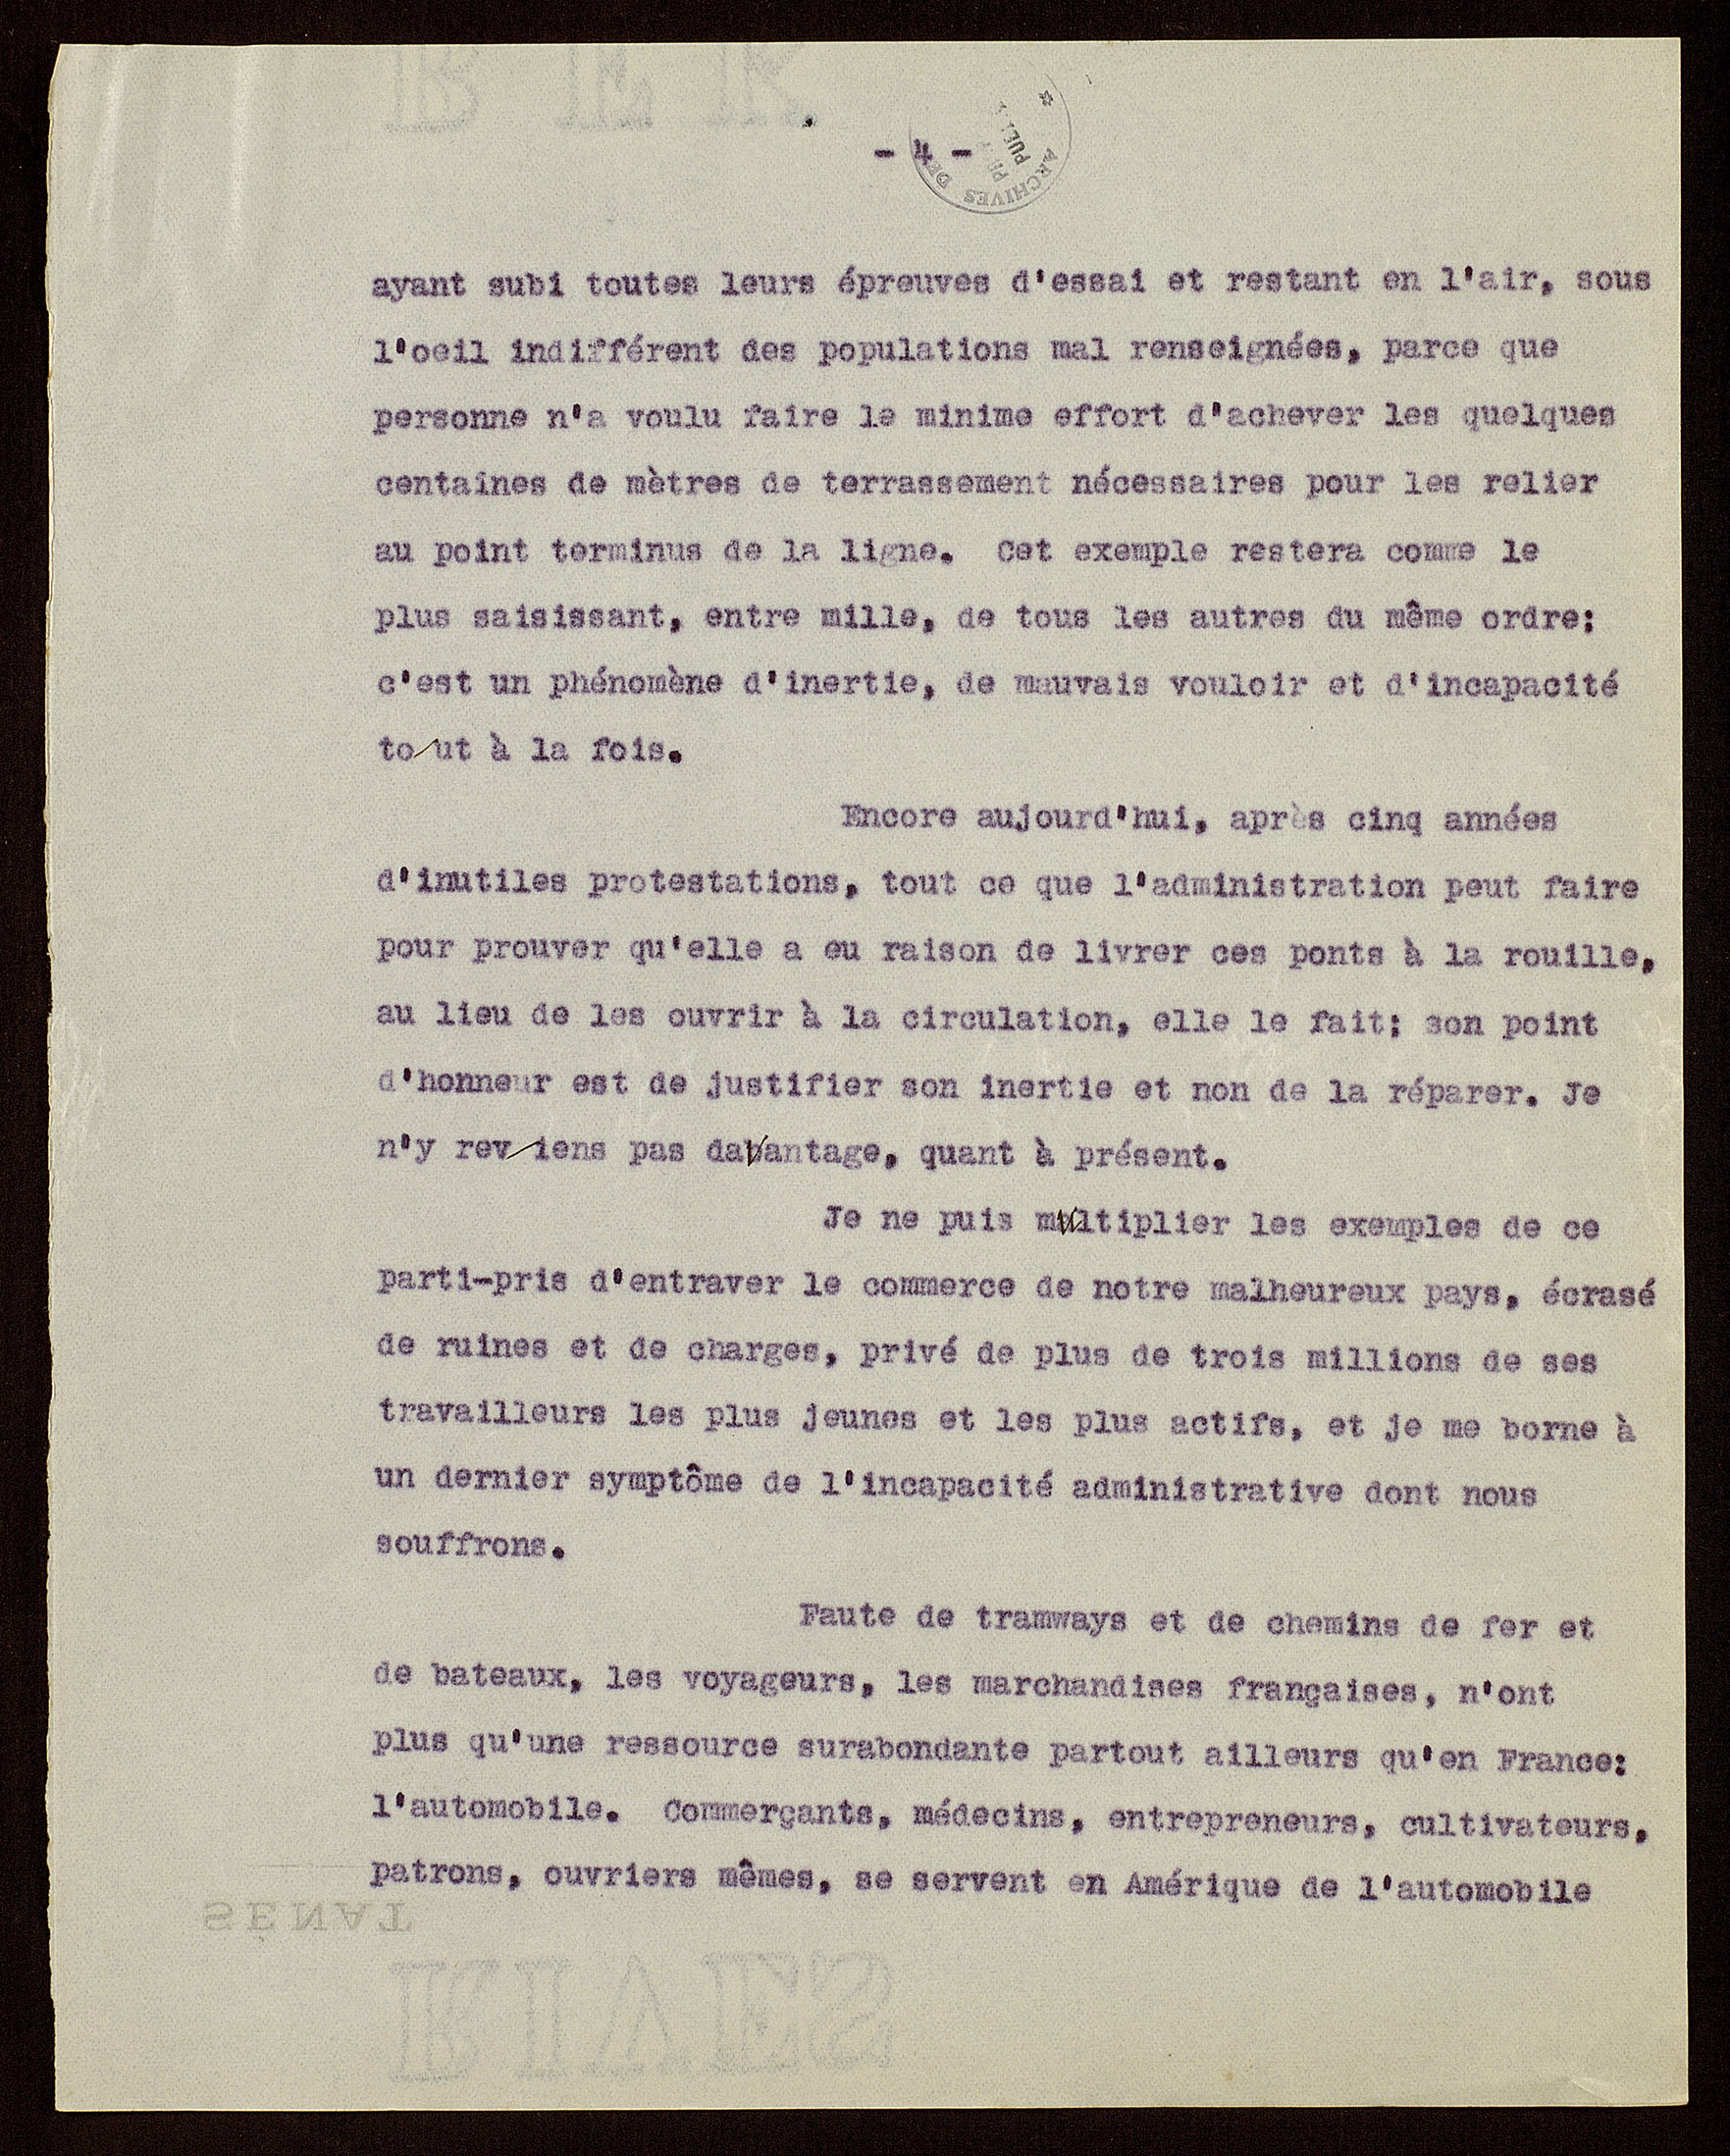 - 4 -
ARCHIVES DE
ayant subi toutes leurs épreuves d'essai et restant en l'air, sous
l'oeil indifférent des populations mal renseignées, parce que
personne n'a voulu faire le minime effort d'achever les quelques
centaines de mètres de terrassement nécessaires pour les relier
au point terminus de la ligne. Cet exemple restera comme le
plus saisissant, entre mille, de tous les autres du même ordre:
c'est un phénomène d'inertie, de mauvais vouloir et d'incapacité
tout à la fois.
Encore aujourd'hui, après cinq années
d'inutiles protestations, tout ce que l'administration peut faire
pour prouver qu'elle a eu raison de livrer ces ponts à la rouille,
au lieu de les ouvrir à la circulation, elle le fait; son point
d'honneur est de justifier son inertie et non de la réparer. Je
n'y reviens pas davantage, quant à présent.
Je ne puis multiplier les exemples de ce
parti-pris d'entraver le commerce de notre malheureux pays, écrasé
de ruines et de charges, privé de plus de trois millions de ses
travailleurs les plus jeunes et les plus actifs, et je me borne à
un dernier symptôme de l'incapacité administrative dont nous
souffrons.
Faute de tramways et de chemins de fer et
de bateaux, les voyageurs, les marchandises françaises, n'ont
plus qu'une ressource surabondante partout ailleurs qu'en France:
l'automobile. Commerçants, médecins, entrepreneurs, cultivateurs,
patrons, ouvriers mêmes, se servent en Amérique de l'automobile
SÉNAT
RIVES